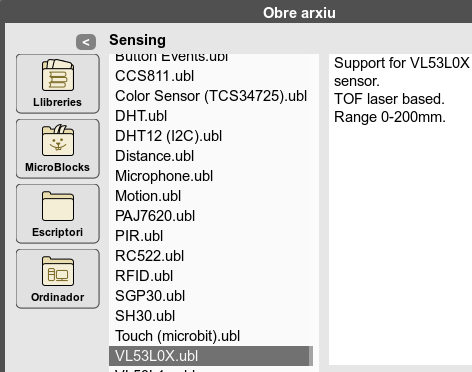 Obre arxiu
<
Sensing
Llibreries
MicroBlocks
Escriptori
Ordinador
Button Events.ubl
CCS811.ubl
Color Sensor (TCS34725).ubl
DHT.ubl
DHT12 (I2C).ubl
Distance.ubl
Microphone.ubl
Motion.ubl
PAJ7620.ubl
PIR.ubl
RC522.ubl
RFID.ubl
SGP30.ubl
SH30.ubl
Touch (microbit).ubl
VL53L0X.ubl
Support for VL53L0X
sensor.
TOF laser based.
Range 0-200mm.